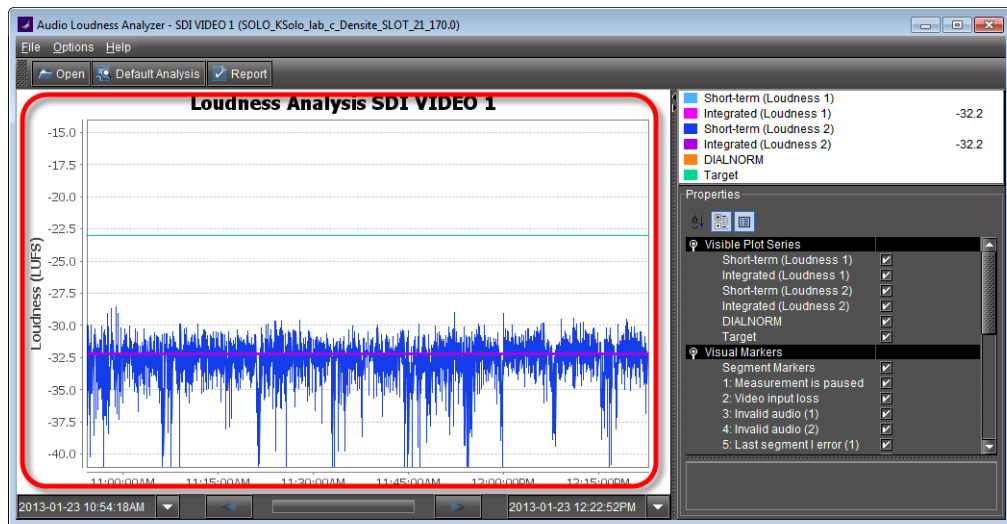 Audio Loudness Analyzer - SDI VIDEO 1 (SOLO_KSolo_lab_c_Densite_SLOT_21_170.0)
File Options Help
Open Default Analysis Report
Loudness Analysis SDI VIDEO 1
Loudness (LUFS)
-15.0
-17.5
-20.0
-22.5
-25.0
-27.5
-30.0
-32.5
-35.0
-37.5
-40.0
11:00:00AM 11:15:00AM 11:30:00AM 11:45:00AM 12:00:00PM 12:15:00PM
2013-01-23 10:54:18AM
2013-01-23 12:22:52PM
Short-term (Loudness 1)
Integrated (Loudness 1) -32.2
Short-term (Loudness 2)
Integrated (Loudness 2) -32.2
DIALNORM
Target
Properties
Visible Plot Series
Short-term (Loudness 1)
Integrated (Loudness 1)
Short-term (Loudness 2)
Integrated (Loudness 2)
DIALNORM
Target
Visual Markers
Segment Markers
1: Measurement is paused
2: Video input loss
3: Invalid audio (1)
4: Invalid audio (2)
5: Last segment I error (1)